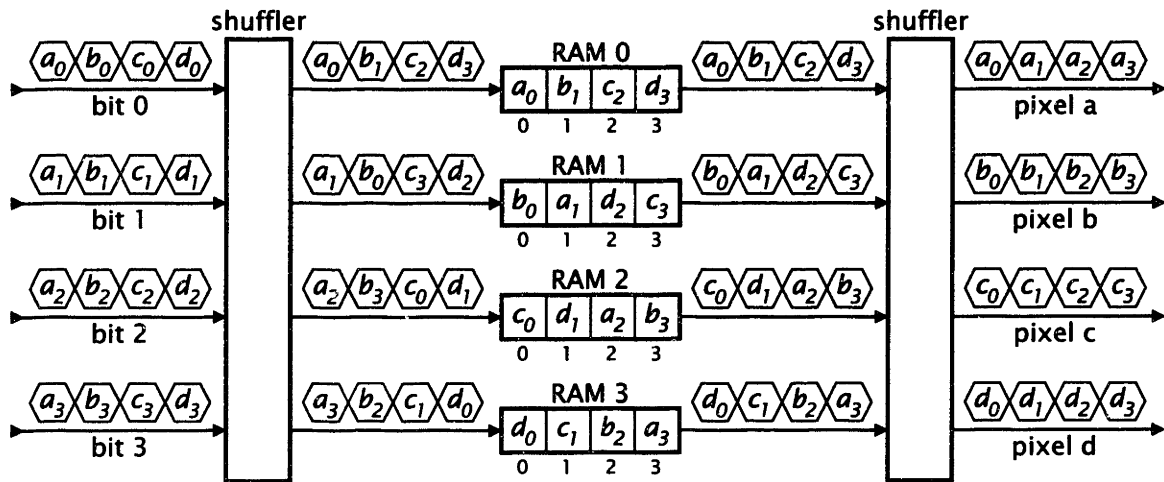 shuffler shuffler
a0 b0 c0 d0 a0 b1 c2 d3 RAM 0 a0 b1 c2 d3 a0 a1 a2 a3
a0 b1 c2 d3
bit 0 0 1 2 3 pixel a
a1 b1 c1 d1 a1 b0 c3 d2 RAM 1 b0 a1 d2 c3 b0 b1 b2 b3
b0 a1 d2 c3
bit 1 0 1 2 3 pixel b
a2 b2 c2 d2 a2 b3 c0 d1 RAM 2 c0 d1 a2 b3 c0 c1 c2 c3
c0 d1 a2 b3
bit 2 0 1 2 3 pixel c
a3 b3 c3 d3 a3 b2 c1 d0 RAM 3 d0 c1 b2 a3 d0 d1 d2 d3
d0 c1 b2 a3
bit 3 0 1 2 3 pixel d